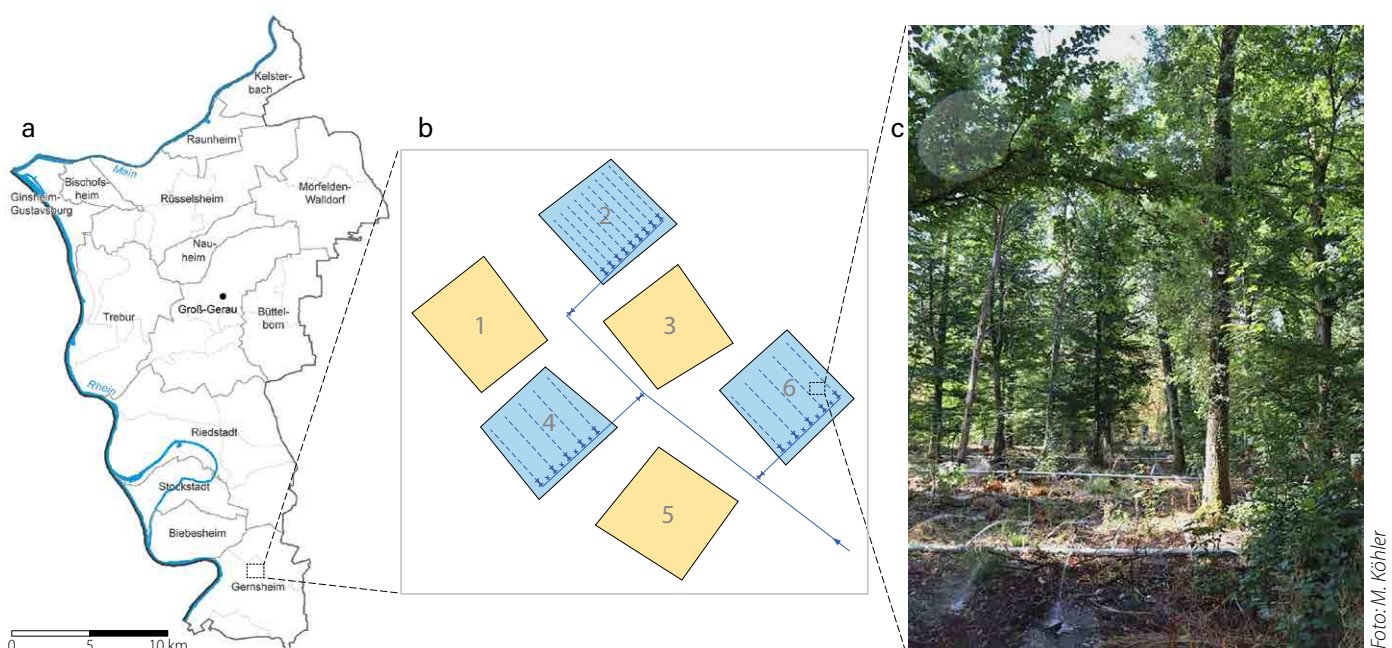 a
Kelster-
bach
Raunheim
Main
Bischofs-
heim
Ginsheim-
Gustavsburg
Rüsselsheim
Mörfelden-
Walldorf
Nau-
heim
Groß-Gerau
Büttel-
born
Trebur
Rhein
Riedstadt
Stockstadt
Biebesheim
Gernsheim
0 5 10 km
b
1
2
3
4
5
6
c
Foto: M. Köhler